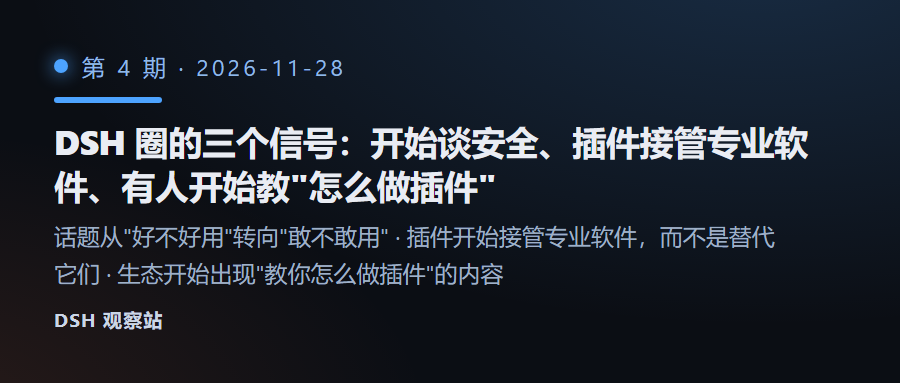 第 4 期 · 2026-11-28
DSH 圈的三个信号：开始谈安全、插件接管专业软
件、有人开始教"怎么做插件"
话题从"好不好用"转向"敢不敢用" · 插件开始接管专业软件，而不是替代
它们 · 生态开始出现"教你怎么做插件"的内容
DSH 观察站